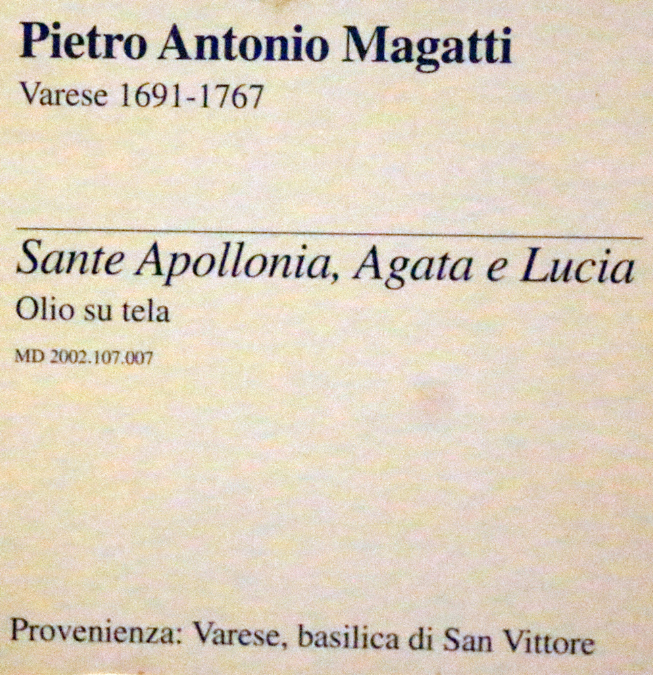 Pietro Antonio Magatti
Varese 1691-1767
Sante Apollonia, Agata e Lucia
Olio su tela
MD 2002.107.007
Provenienza: Varese, basilica di San Vittore